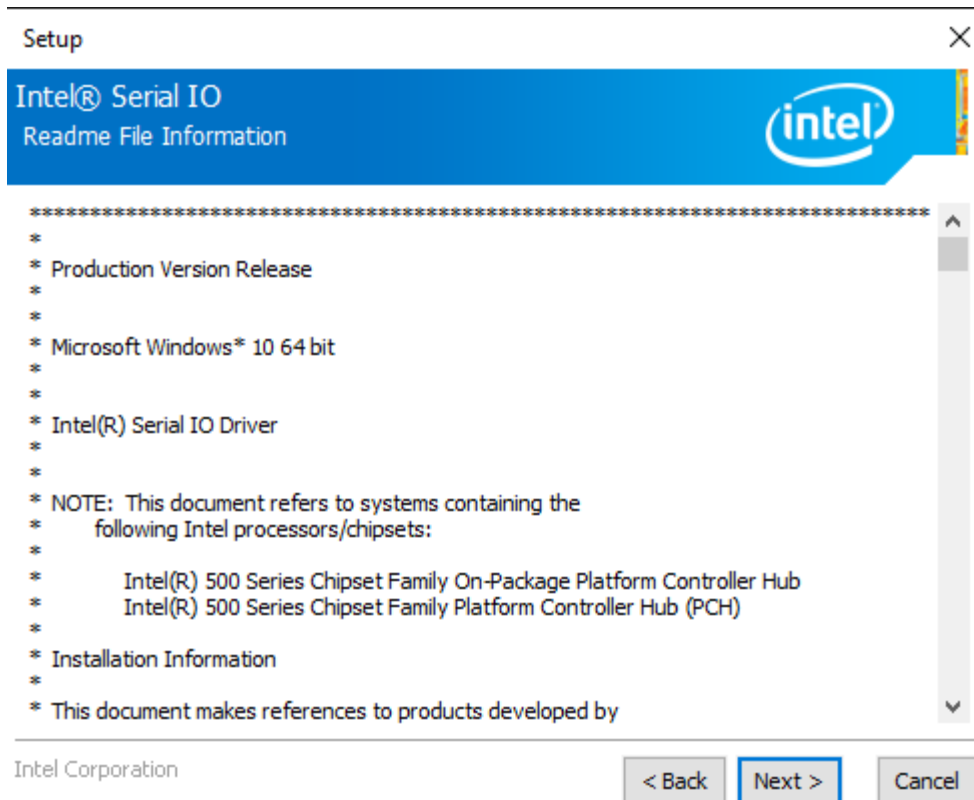 Setup
Intel® Serial IO
Readme File Information
intel
***************************************************************************
*
* Production Version Release
*
*
* Microsoft Windows* 10 64 bit
*
*
* Intel(R) Serial IO Driver
*
*
* NOTE: This document refers to systems containing the
* following Intel processors/chipsets:
*
* Intel(R) 500 Series Chipset Family On-Package Platform Controller Hub
* Intel(R) 500 Series Chipset Family Platform Controller Hub (PCH)
*
* Installation Information
*
* This document makes references to products developed by
Intel Corporation
< Back
Next >
Cancel